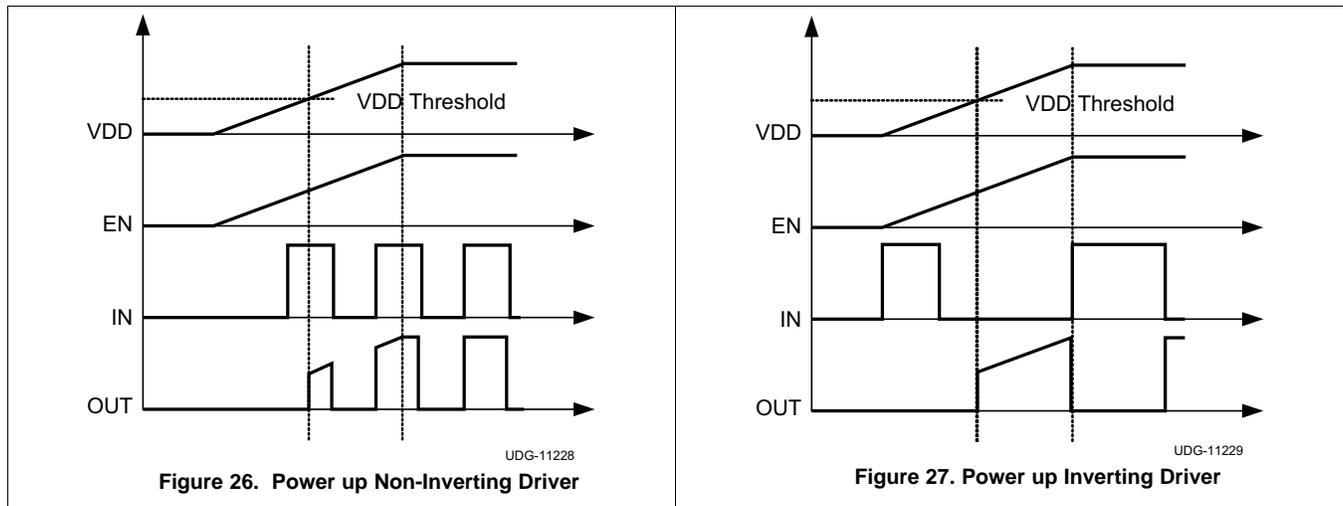 VDD Threshold
VDD
EN
IN
OUT
UDG-11228
Figure 26. Power up Non-Inverting Driver
VDD Threshold
VDD
EN
IN
OUT
UDG-11229
Figure 27. Power up Inverting Driver